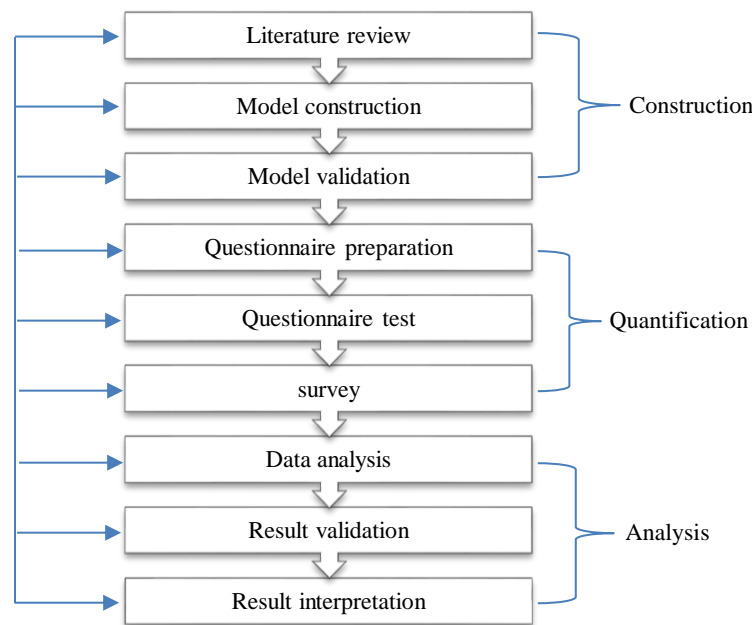 Literature review
Model construction
Construction
Model validation
Questionnaire preparation
Questionnaire test
Quantification
survey
Data analysis
Result validation
Analysis
Result interpretation